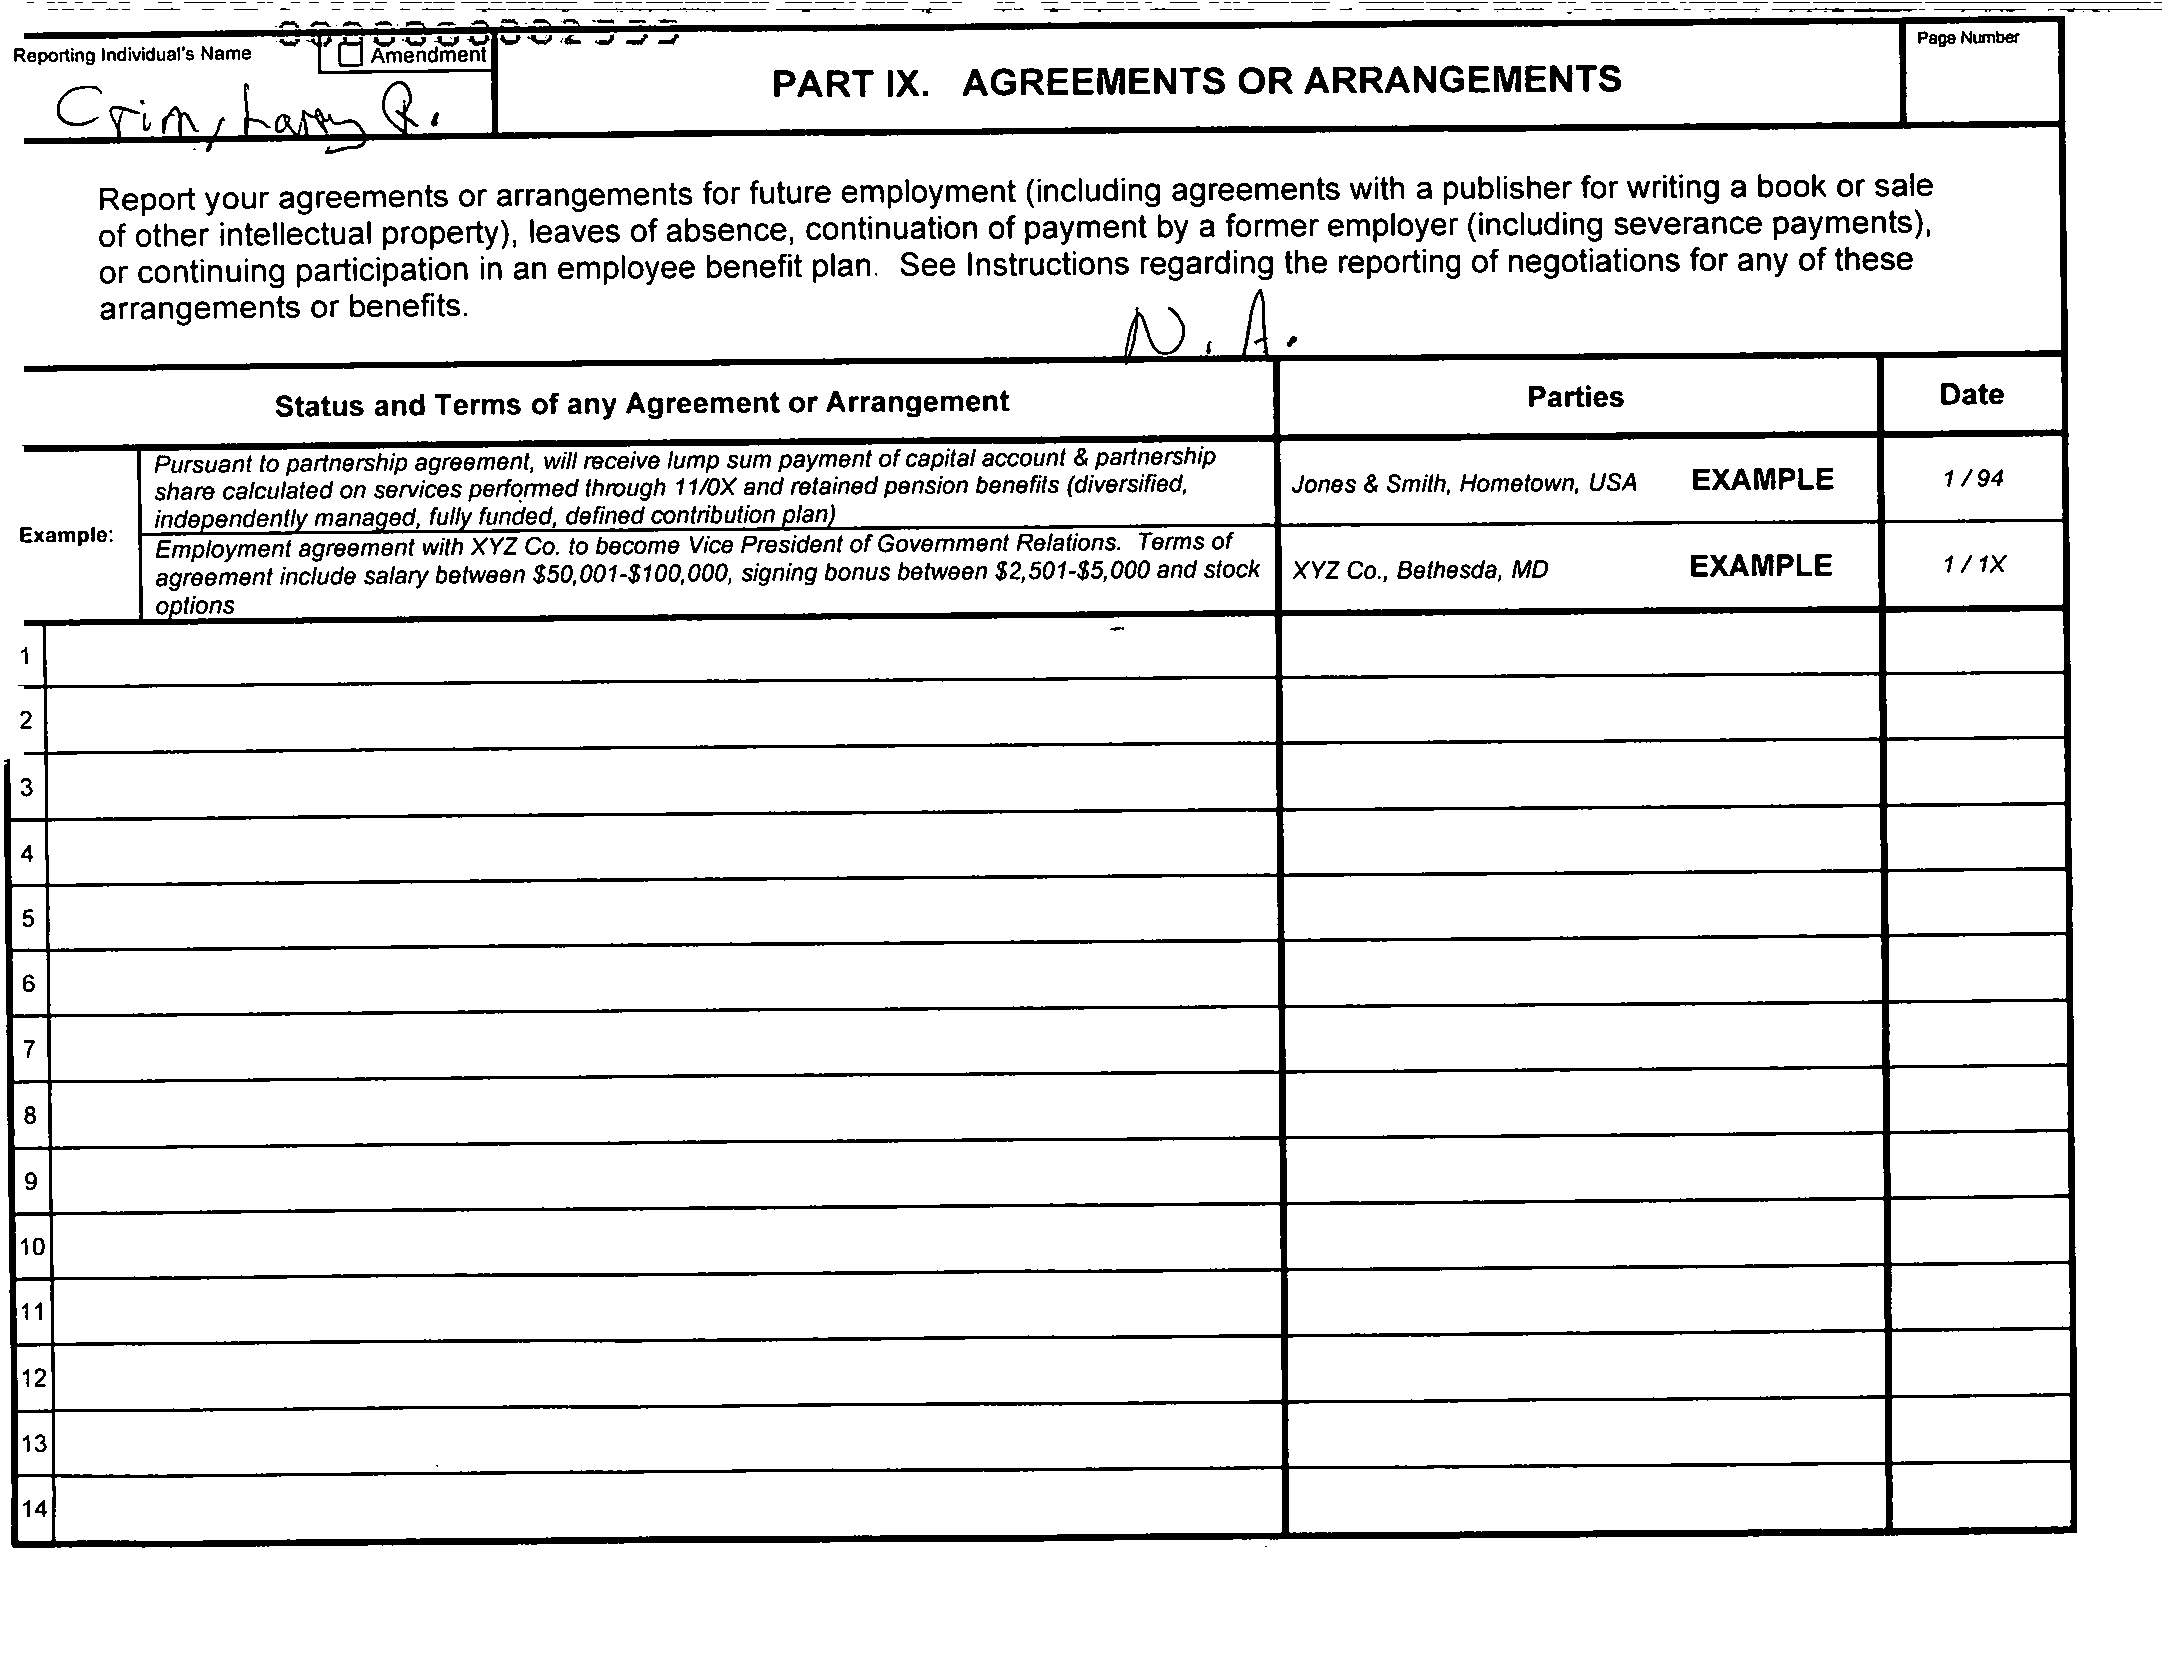 Reporting Individual's Name
Amendment
Page Number
PART IX. AGREEMENTS OR ARRANGEMENTS
Crim, Larry R.
Report your agreements or arrangements for future employment (including agreements with a publisher for writing a book or sale
of other intellectual property), leaves of absence, continuation of payment by a former employer (including severance payments),
or continuing participation in an employee benefit plan. See Instructions regarding the reporting of negotiations for any of these
arrangements or benefits.
N.A.
Status and Terms of any Agreement or Arrangement
Parties
Date
Example:
Pursuant to partnership agreement, will receive lump sum payment of capital account & partnership
share calculated on services performed through 11/0X and retained pension benefits (diversified,
independently managed, fully funded, defined contribution plan)
Jones & Smith, Hometown, USA EXAMPLE
1 / 94
Employment agreement with XYZ Co. to become Vice President of Government Relations. Terms of
agreement include salary between $50,001-$100,000, signing bonus between $2,501-$5,000 and stock
options
XYZ Co., Bethesda, MD EXAMPLE
1 / 1X
1
2
3
4
5
6
7
8
9
10
11
12
13
14